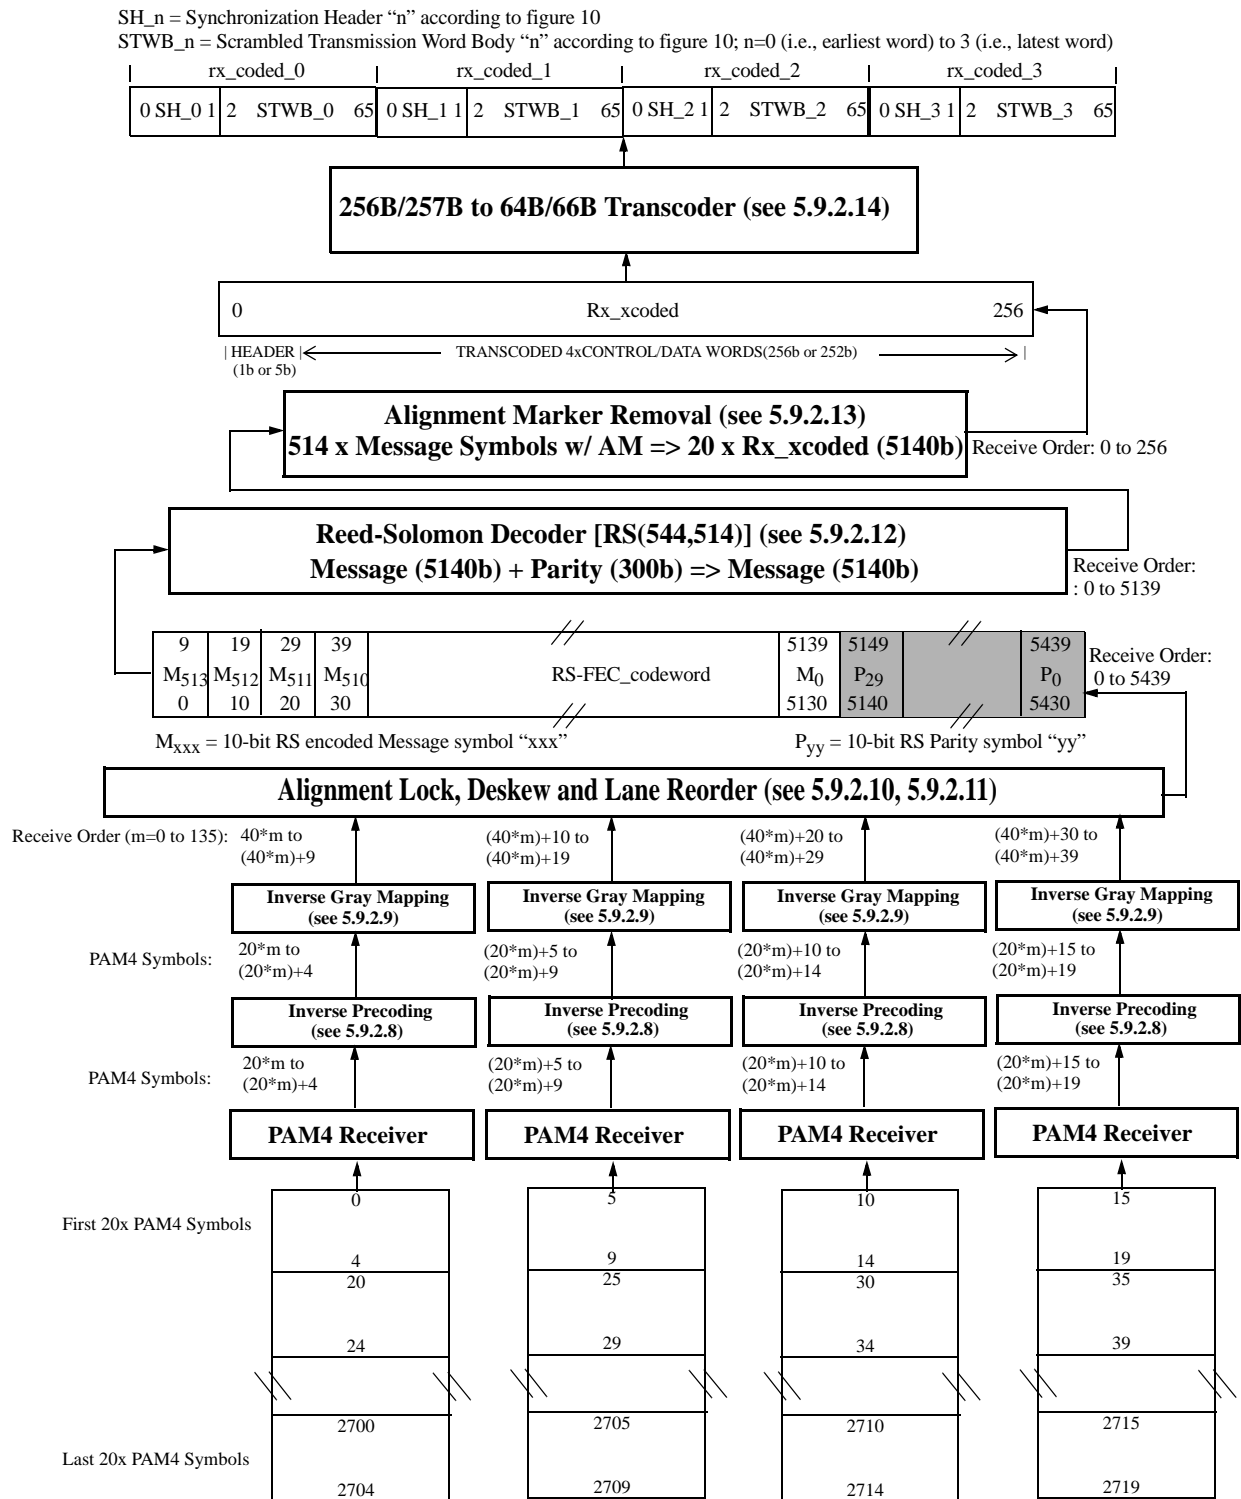 SH_n = Synchronization Header “n” according to figure 10
STWB_n = Scrambled Transmission Word Body “n” according to figure 10; n=0 (i.e., earliest word) to 3 (i.e., latest word)
rx_coded_0 rx_coded_1 rx_coded_2 rx_coded_3
0 SH_0 1 2 STWB_0 65 0 SH_1 1 2 STWB_1 65 0 SH_2 1 2 STWB_2 65 0 SH_3 1 2 STWB_3 65
256B/257B to 64B/66B Transcoder (see 5.9.2.14)
0 Rx_xcoded 256
| HEADER | TRANSCODED 4xCONTROL/DATA WORDS(256b or 252b) |
(1b or 5b)
Alignment Marker Removal (see 5.9.2.13)
514 x Message Symbols w/ AM => 20 x Rx_xcoded (5140b)
Receive Order: 0 to 256
Reed-Solomon Decoder [RS(544,514)] (see 5.9.2.12)
Message (5140b) + Parity (300b) => Message (5140b)
Receive Order:
: 0 to 5139
9 19 29 39 5139 5149 5439
M513 M512 M511 M510 RS-FEC_codeword M0 P29 P0
0 10 20 30 5130 5140 5430
Receive Order:
0 to 5439
Mxxx = 10-bit RS encoded Message symbol “xxx” Pyy = 10-bit RS Parity symbol “yy”
Alignment Lock, Deskew and Lane Reorder (see 5.9.2.10, 5.9.2.11)
Receive Order (m=0 to 135): 40*m to (40*m)+10 to (40*m)+20 to (40*m)+30 to
(40*m)+9 (40*m)+19 (40*m)+29 (40*m)+39
Inverse Gray Mapping Inverse Gray Mapping Inverse Gray Mapping Inverse Gray Mapping
(see 5.9.2.9) (see 5.9.2.9) (see 5.9.2.9) (see 5.9.2.9)
PAM4 Symbols: 20*m to (20*m)+5 to (20*m)+10 to (20*m)+15 to
(20*m)+4 (20*m)+9 (20*m)+14 (20*m)+19
Inverse Precoding Inverse Precoding Inverse Precoding Inverse Precoding
(see 5.9.2.8) (see 5.9.2.8) (see 5.9.2.8) (see 5.9.2.8)
PAM4 Symbols: 20*m to (20*m)+5 to (20*m)+10 to (20*m)+15 to
(20*m)+4 (20*m)+9 (20*m)+14 (20*m)+19
PAM4 Receiver PAM4 Receiver PAM4 Receiver PAM4 Receiver
0 5 10 15
First 20x PAM4 Symbols
4 9 14 19
20 25 30 35
24 29 34 39
2700 2705 2710 2715
Last 20x PAM4 Symbols
2704 2709 2714 2719